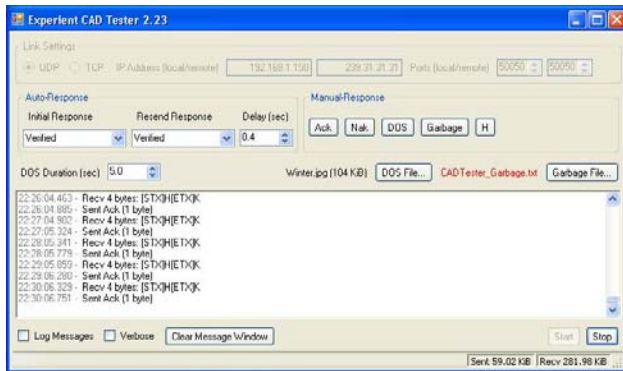 Experient CAD Tester 2.23
Link Settings
UDP TCP IP Address (local/remote) 192.168.1.150 239.31.31.31 Ports (local/remote) 50050 50050
Auto-Response Manual-Response
Initial Response Resend Response Delay (sec)
Verified Verified 0.4 Ack Nak DOS Garbage H
DOS Duration (sec) 5.0 Winter.jpg (104 KiB) DOS File... CADTester_Garbage.txt Garbage File...
22:26:04.463 - Recv 4 bytes: [STX]H[ETX]K
22:26:04.885 - Sent Ack (1 byte)
22:27:04.902 - Recv 4 bytes: [STX]H[ETX]K
22:27:05.324 - Sent Ack (1 byte)
22:28:05.341 - Recv 4 bytes: [STX]H[ETX]K
22:28:05.779 - Sent Ack (1 byte)
22:29:05.859 - Recv 4 bytes: [STX]H[ETX]K
22:29:06.280 - Sent Ack (1 byte)
22:30:06.329 - Recv 4 bytes: [STX]H[ETX]K
22:30:06.751 - Sent Ack (1 byte)
Log Messages Verbose Clear Message Window Start Stop
Sent 59.02 KiB Recv 281.98 KiB